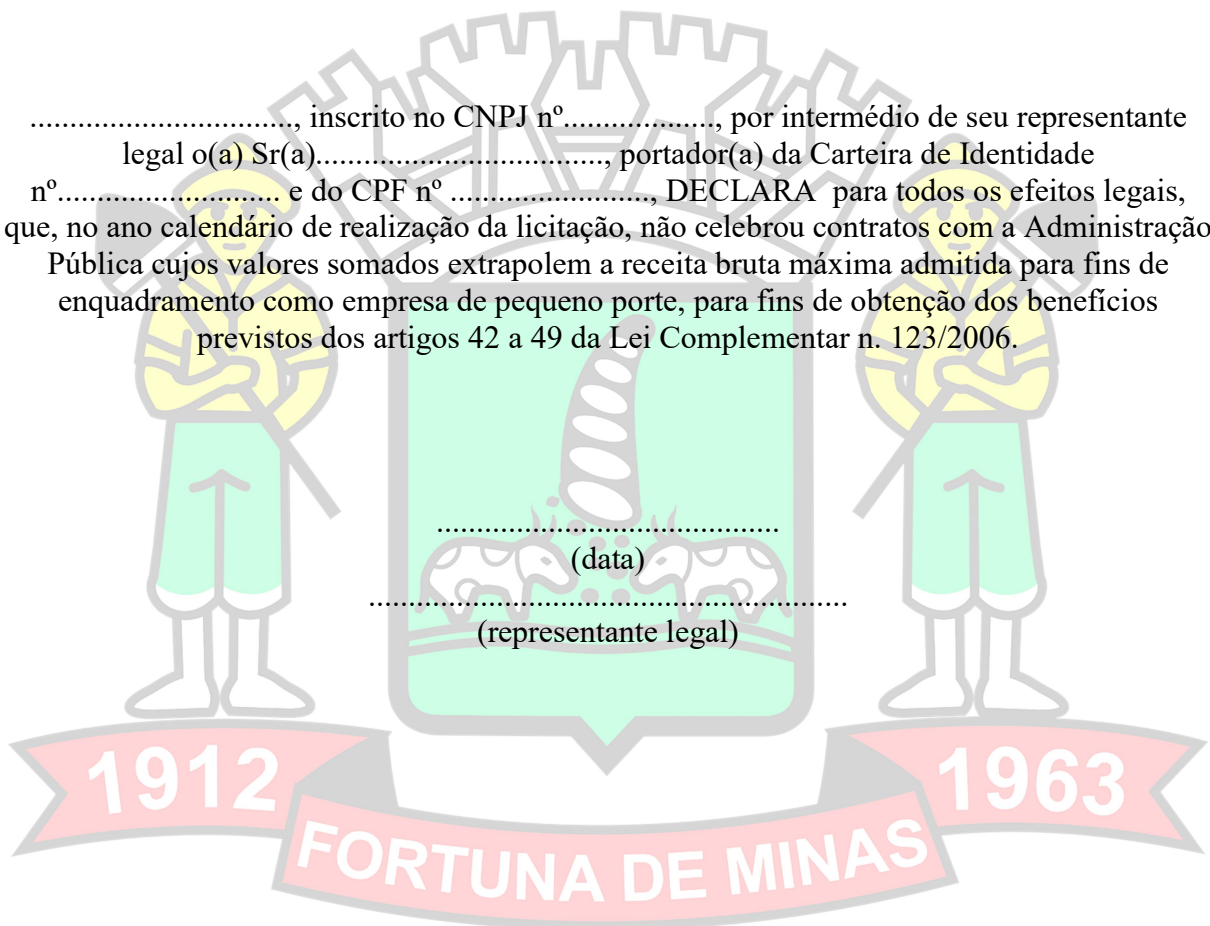 ................................., inscrito no CNPJ nº..................., por intermédio de seu representante
legal o(a) Sr(a)...................................., portador(a) da Carteira de Identidade
nº............................ e do CPF nº ........................., DECLARA para todos os efeitos legais,
que, no ano calendário de realização da licitação, não celebrou contratos com a Administração
Pública cujos valores somados extrapolem a receita bruta máxima admitida para fins de
enquadramento como empresa de pequeno porte, para fins de obtenção dos benefícios
previstos dos artigos 42 a 49 da Lei Complementar n. 123/2006.
...........................................
(data)
............................................................
(representante legal)
1912
1963
FORTUNA DE MINAS